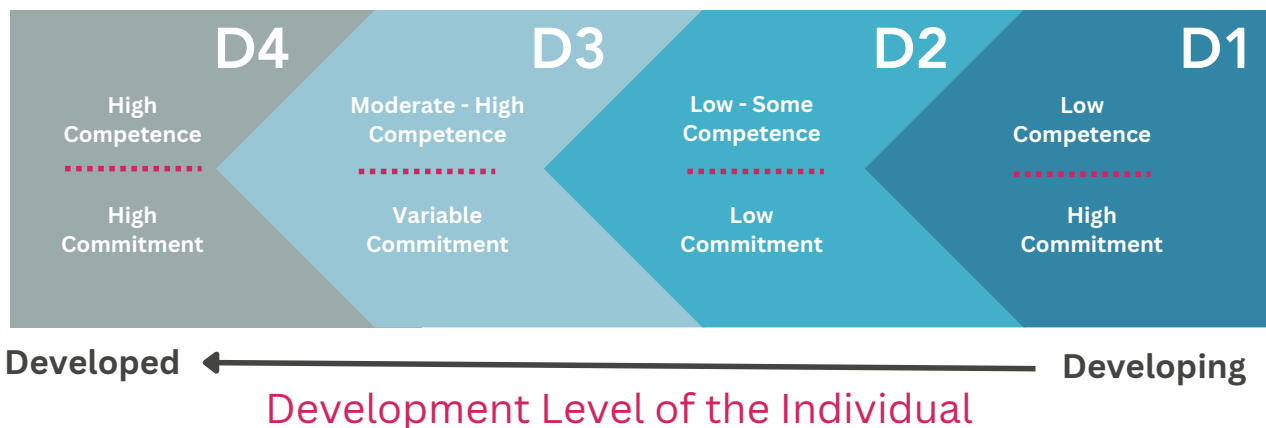 D4
High
Competence
High
Commitment
D3
Moderate - High
Competence
Variable
Commitment
D2
Low - Some
Competence
Low
Commitment
D1
Low
Competence
High
Commitment
Developed
Developing
Development Level of the Individual